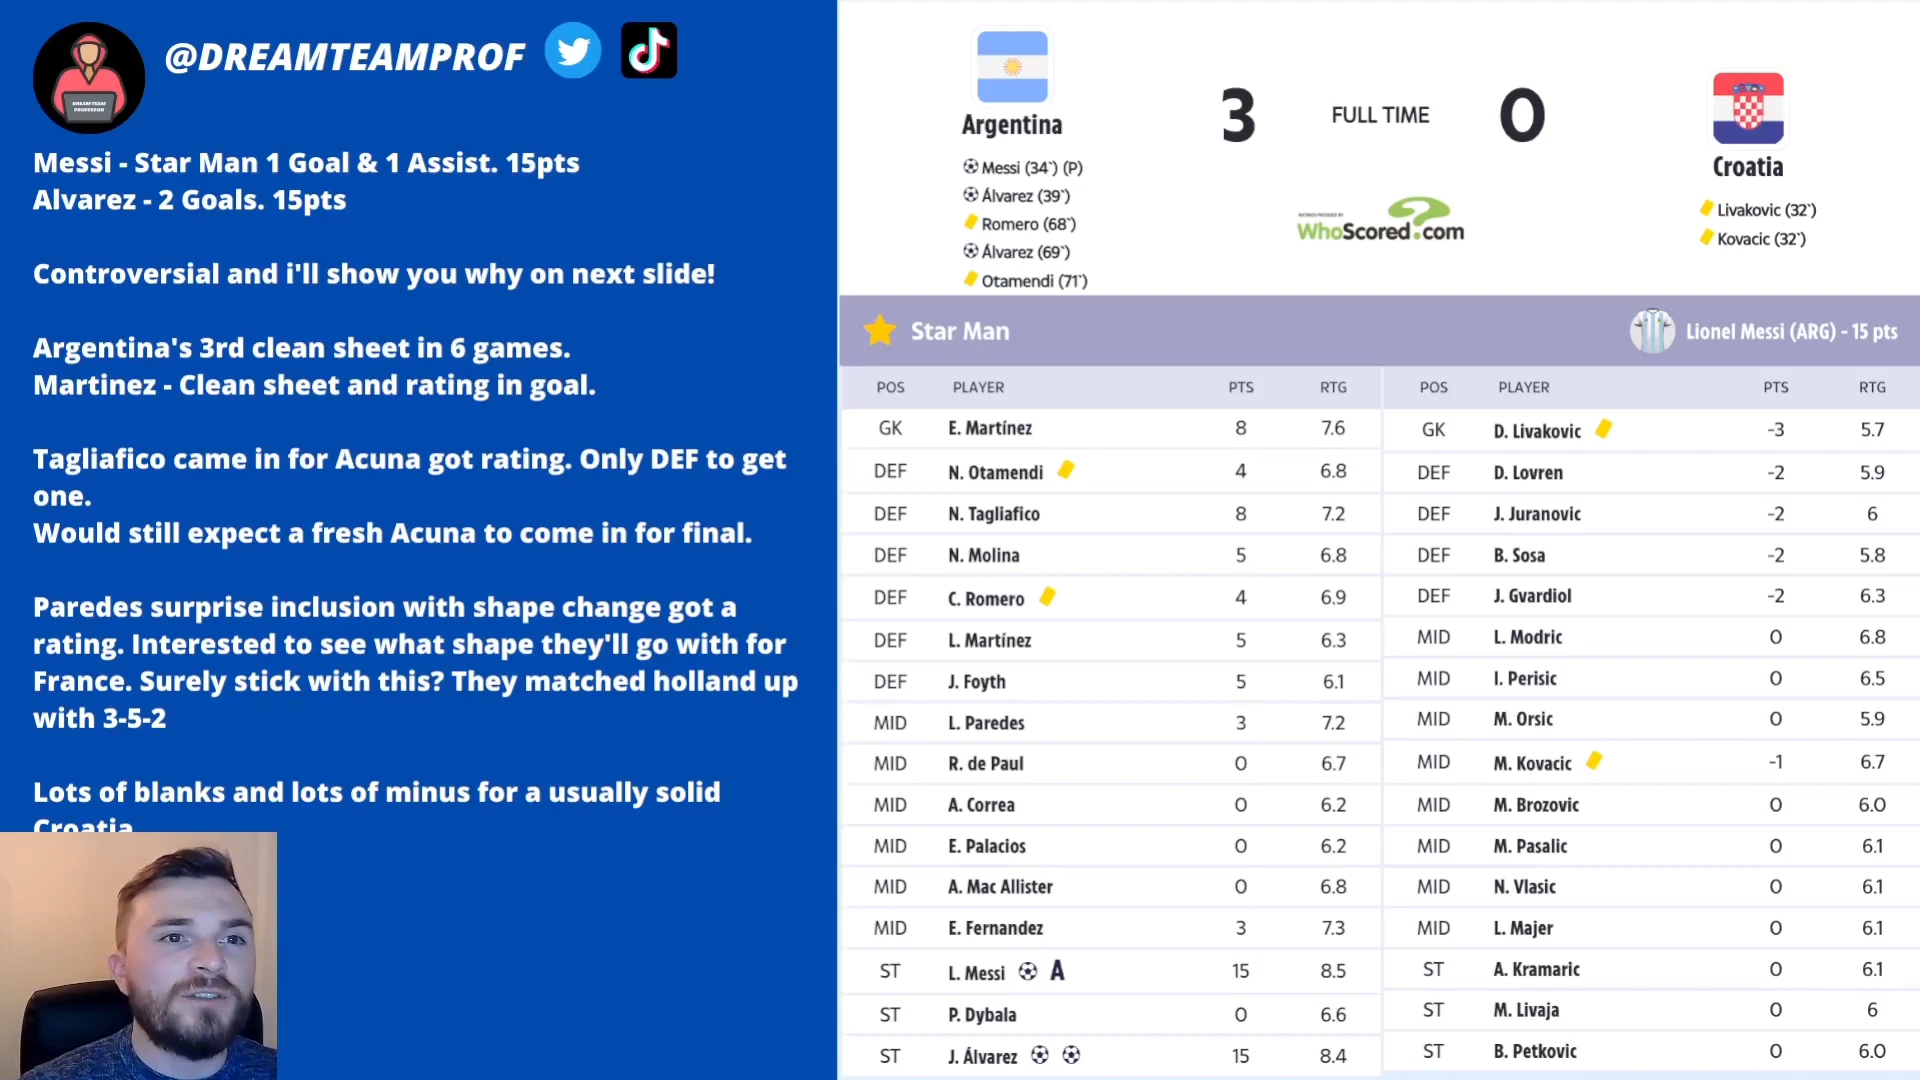 @DREAMTEAMPROF
DREAM TEAM
PROFESSOR
Messi - Star Man 1 Goal & 1 Assist. 15pts
Alvarez - 2 Goals. 15pts
Controversial and i'll show you why on next slide!
Argentina's 3rd clean sheet in 6 games.
Martinez - Clean sheet and rating in goal.
Tagliafico came in for Acuna got rating. Only DEF to get
one.
Would still expect a fresh Acuna to come in for final.
Paredes surprise inclusion with shape change got a
rating. Interested to see what shape they'll go with for
France. Surely stick with this? They matched holland up
with 3-5-2
Lots of blanks and lots of minus for a usually solid
Croatia
Argentina
3 FULL TIME 0
Croatia
Messi (34`) (P)
Álvarez (39`)
Romero (68`)
Álvarez (69`)
Otamendi (71`)
WhoScored.com
Livakovic (32`)
Kovacic (32`)
Star Man Lionel Messi (ARG) - 15 pts
POS PLAYER PTS RTG POS PLAYER PTS RTG
GK E. Martínez 8 7.6 GK D. Livakovic -3 5.7
DEF N. Otamendi 4 6.8 DEF D. Lovren -2 5.9
DEF N. Tagliafico 8 7.2 DEF J. Juranovic -2 6
DEF N. Molina 5 6.8 DEF B. Sosa -2 5.8
DEF C. Romero 4 6.9 DEF J. Gvardiol -2 6.3
DEF L. Martínez 5 6.3 MID L. Modric 0 6.8
DEF J. Foyth 5 6.1 MID I. Perisic 0 6.5
MID L. Paredes 3 7.2 MID M. Orsic 0 5.9
MID R. de Paul 0 6.7 MID M. Kovacic -1 6.7
MID A. Correa 0 6.2 MID M. Brozovic 0 6.0
MID E. Palacios 0 6.2 MID M. Pasalic 0 6.1
MID A. Mac Allister 0 6.8 MID N. Vlasic 0 6.1
MID E. Fernandez 3 7.3 MID L. Majer 0 6.1
ST L. Messi A 15 8.5 ST A. Kramaric 0 6.1
ST P. Dybala 0 6.6 ST M. Livaja 0 6
ST J. Álvarez 15 8.4 ST B. Petkovic 0 6.0